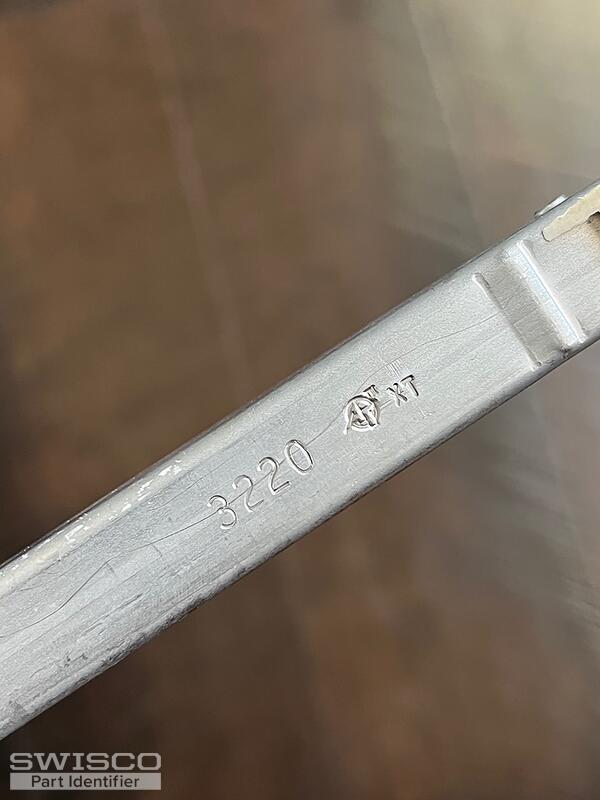 3220 XT
SWISCO
Part Identifier